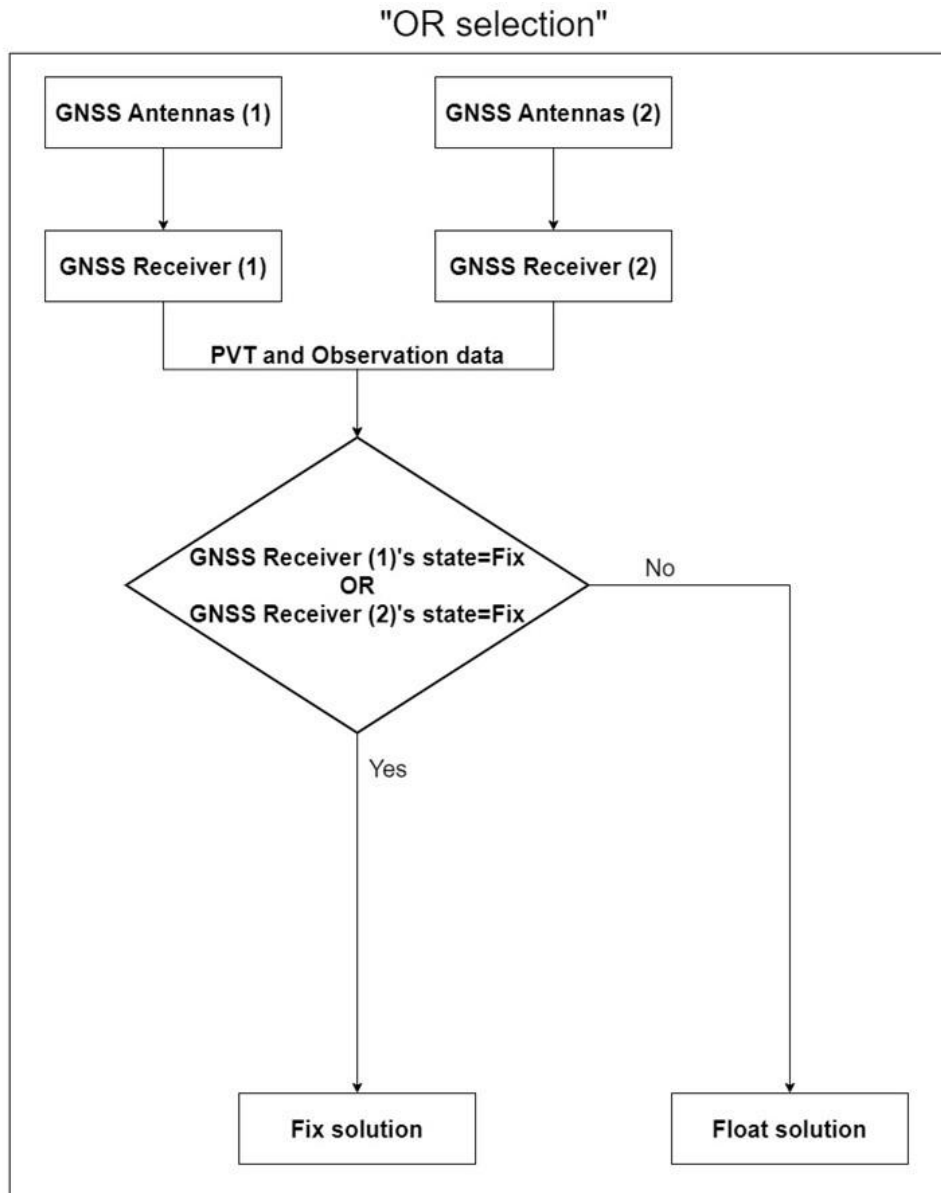 "OR selection"
GNSS Antennas (1)
GNSS Antennas (2)
GNSS Receiver (1)
GNSS Receiver (2)
PVT and Observation data
GNSS Receiver (1)'s state=Fix
OR
GNSS Receiver (2)'s state=Fix
No
Yes
Fix solution
Float solution